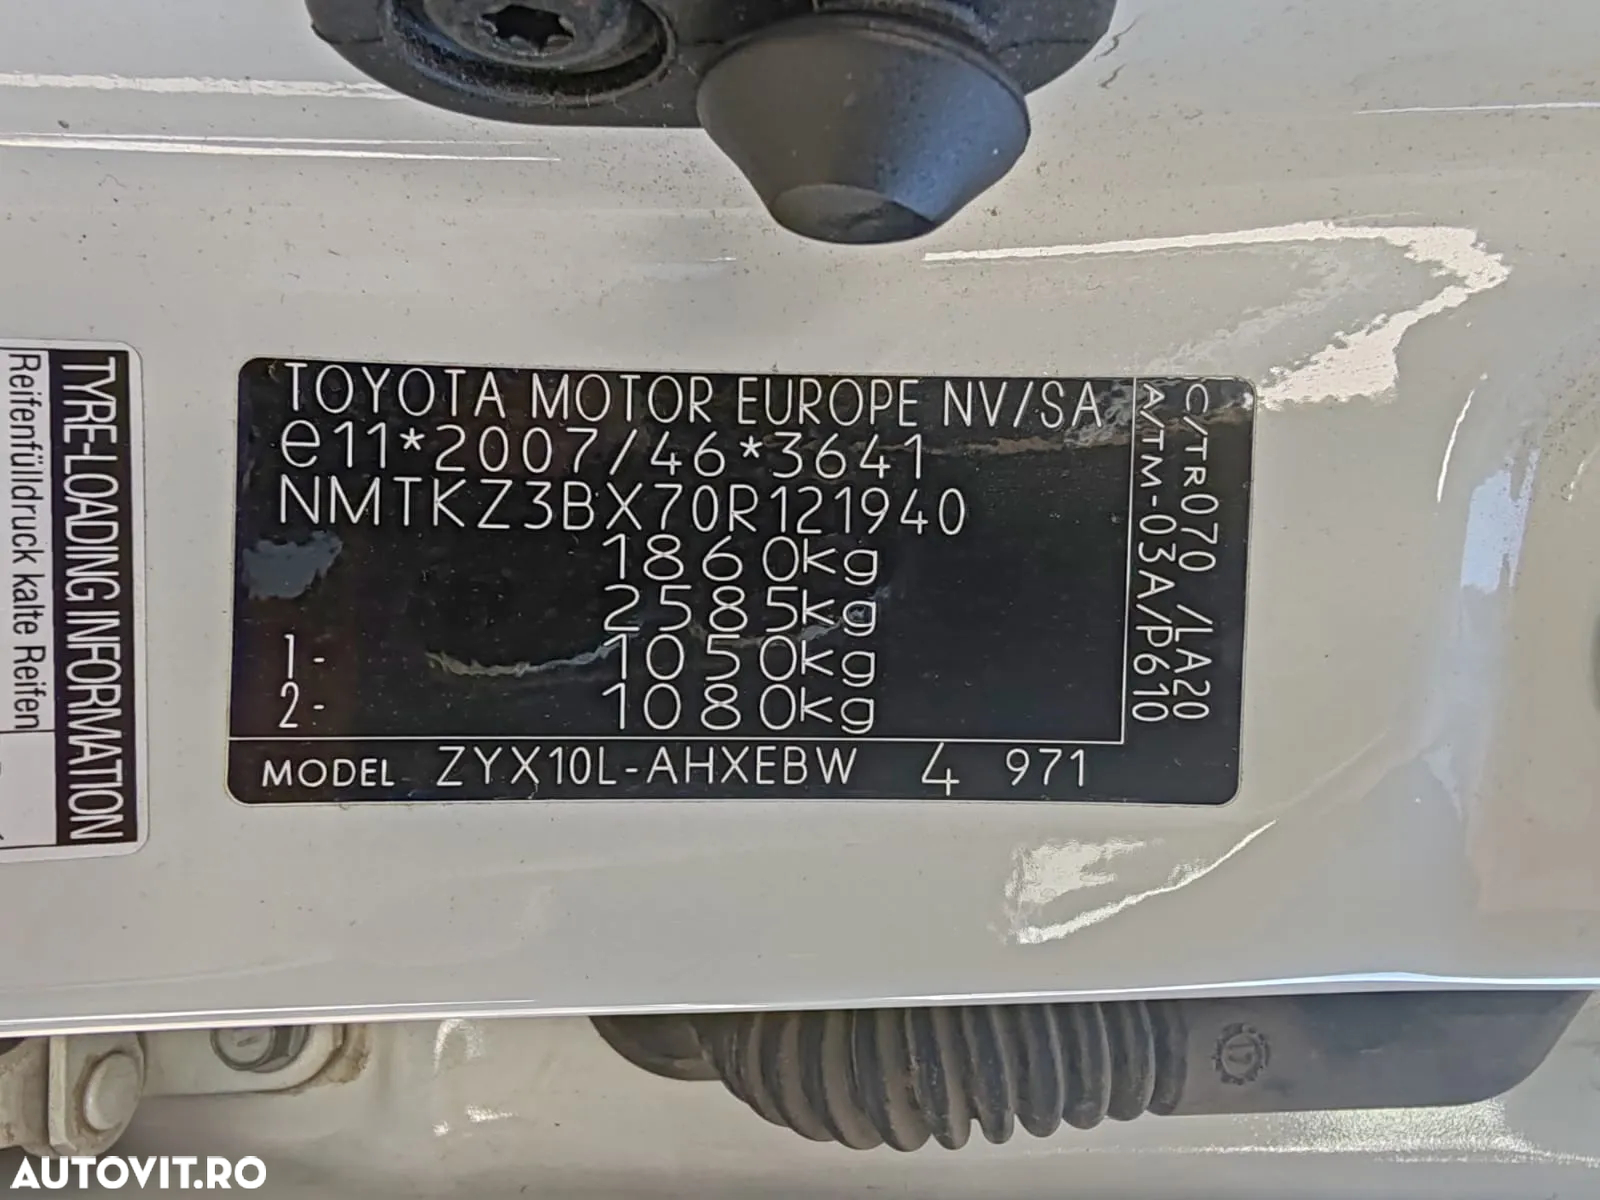 TOYOTA MOTOR EUROPE NV/SA
e11*2007/46*3641
NMTKZ3BX70R121940
1860kg
2585kg
1- 1050kg
2- 1080kg
MODEL ZYX10L-AHXEBW 4 971
C/TR070 /LA20
A/TM-03A/P610
TYRE-LOADING INFORMATION
Reifenfülldruck kalte Reifen
AUTOVIT.RO